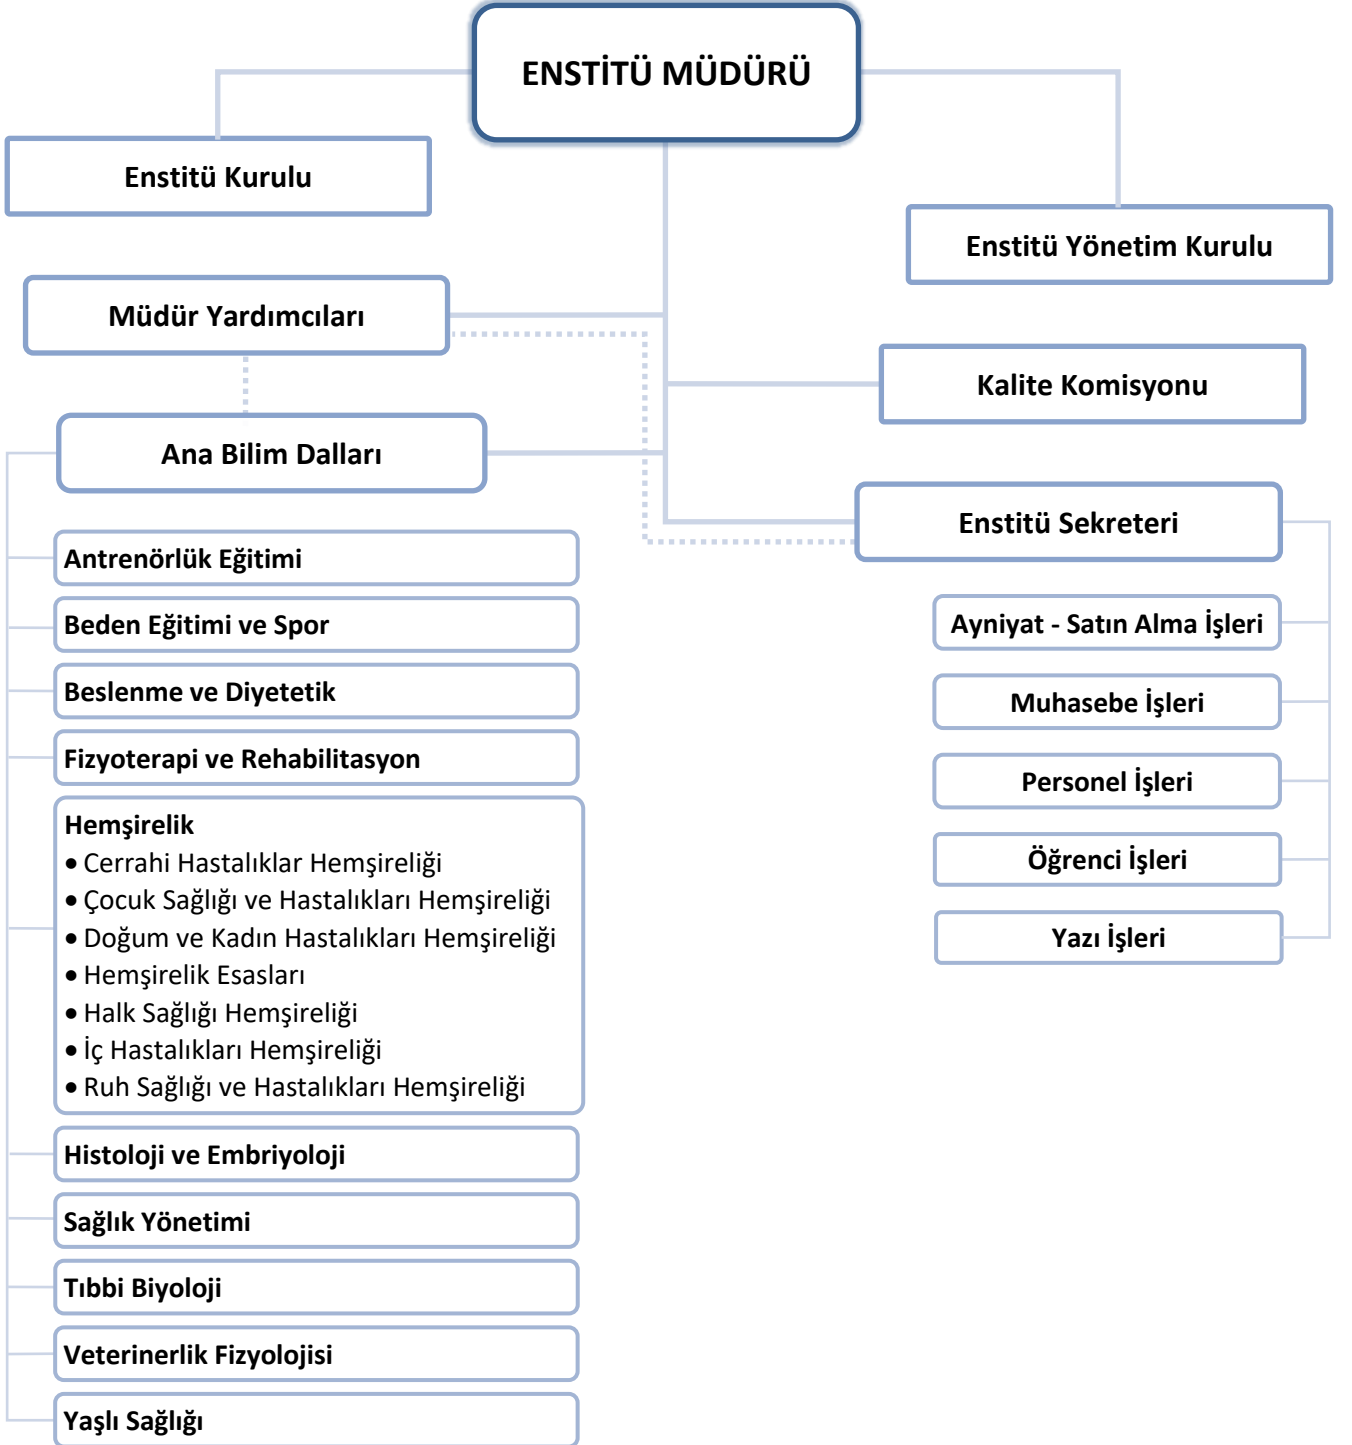 ENSTİTÜ MÜDÜRÜ
Enstitü Kurulu
Enstitü Yönetim Kurulu
Müdür Yardımcıları
Kalite Komisyonu
Ana Bilim Dalları
Enstitü Sekreteri
Antrenörlük Eğitimi
Beden Eğitimi ve Spor
Beslenme ve Diyetetik
Fizyoterapi ve Rehabilitasyon
Hemşirelik
• Cerrahi Hastalıklar Hemşireliği
• Çocuk Sağlığı ve Hastalıkları Hemşireliği
• Doğum ve Kadın Hastalıkları Hemşireliği
• Hemşirelik Esasları
• Halk Sağlığı Hemşireliği
• İç Hastalıkları Hemşireliği
• Ruh Sağlığı ve Hastalıkları Hemşireliği
Histoloji ve Embriyoloji
Sağlık Yönetimi
Tıbbi Biyoloji
Veterinerlik Fizyolojisi
Yaşlı Sağlığı
Ayniyat - Satın Alma İşleri
Muhasebe İşleri
Personel İşleri
Öğrenci İşleri
Yazı İşleri